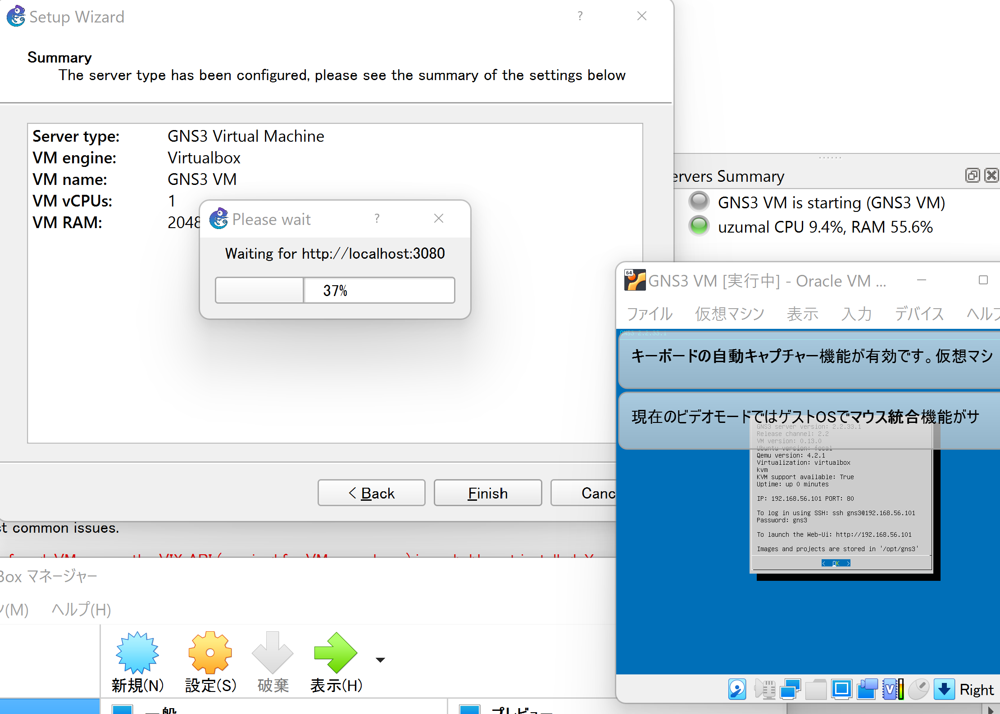 Setup Wizard
Summary
The server type has been configured, please see the summary of the settings below
Server type: GNS3 Virtual Machine
VM engine: Virtualbox
VM name: GNS3 VM
VM vCPUs: 1
VM RAM: 2048
Please wait
Waiting for http://localhost:3080
37%
< Back
Finish
Canc
ervers Summary
GNS3 VM is starting (GNS3 VM)
uzumal CPU 9.4%, RAM 55.6%
GNS3 VM [実行中] - Oracle VM ...
ファイル 仮想マシン 表示 入力 デバイス ヘルプ
GNS3 2.2.33.1
キーボードの自動キャプチャー機能が有効です。仮想マシ
現在のビデオモードではゲストOSでマウス統合機能がサ
GNS3 server version: 2.2.33.1
Release channel: 2.2
VM version: 0.13.0
Ubuntu version: focal
Qemu version: 4.2.1
Virtualization: virtualbox
kvm
KVM support available: True
Uptime: up 0 minutes
IP: 192.168.56.101 PORT: 80
To log in using SSH: ssh gns3@192.168.56.101
Password: gns3
To launch the Web-Ui: http://192.168.56.101
Images and projects are stored in '/opt/gns3'
< OK >
Right
ct common issues.
Box マネージャー
ン(M) ヘルプ(H)
新規(N) 設定(S) 破棄 表示(H)
一般
プレビュー